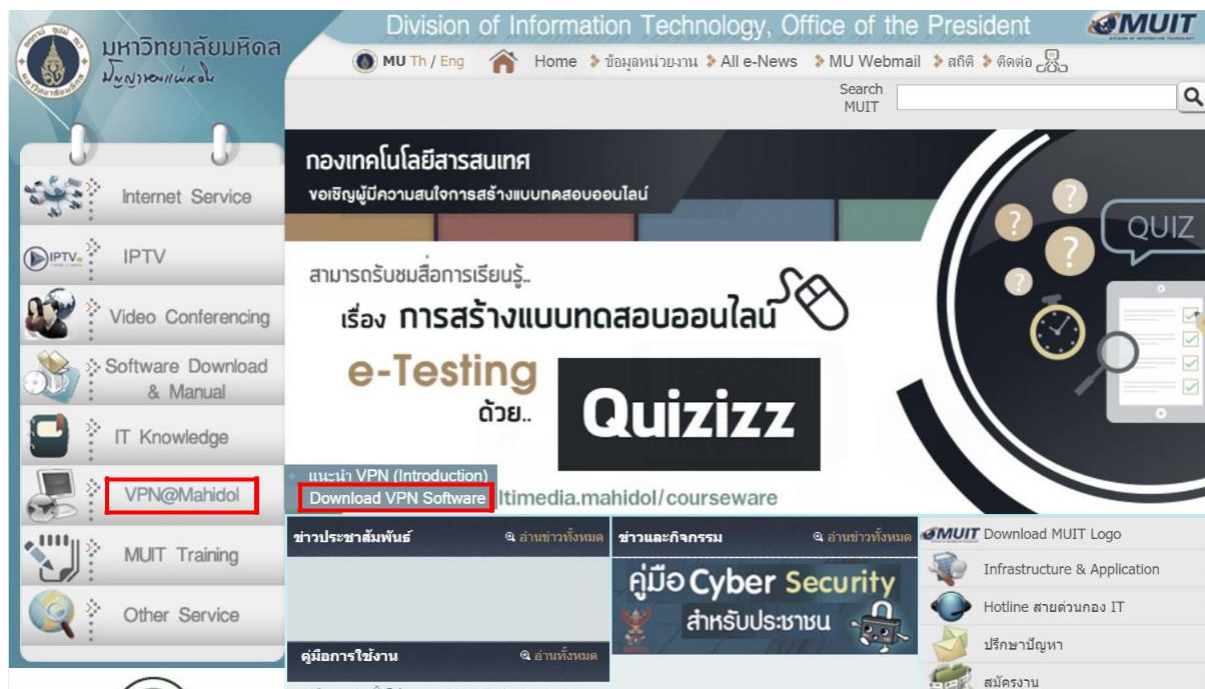 Division of Information Technology, Office of the President
MUIT
มหาวิทยาลัยมหิดล
ปัญญาของแผ่นดิน
MU Th / Eng Home ข้อมูลหน่วยงาน All e-News MU Webmail สถิติ ติดต่อ
Search
MUIT
Internet Service
IPTV
IPTV
Video Conferencing
Software Download
& Manual
IT Knowledge
VPN@Mahidol
MUIT Training
Other Service
กองเทคโนโลยีสารสนเทศ
ขอเชิญผู้มีความสนใจการสร้างแบบทดสอบออนไลน์
QUIZ
สามารถรับชมสื่อการเรียนรู้..
เรื่อง การสร้างแบบทดสอบออนไลน์
e-Testing
ด้วย..
Quizizz
แนะนำ VPN (Introduction)
Download VPN Software
ltimedia.mahidol/courseware
ข่าวประชาสัมพันธ์ อ่านข่าวทั้งหมด
ข่าวและกิจกรรม อ่านข่าวทั้งหมด
คู่มือ Cyber Security
สำหรับประชาชน
คู่มือการใช้งาน อ่านทั้งหมด
MUIT Download MUIT Logo
Infrastructure & Application
Hotline สายด่วนกอง IT
ปรึกษาปัญหา
สมัครงาน